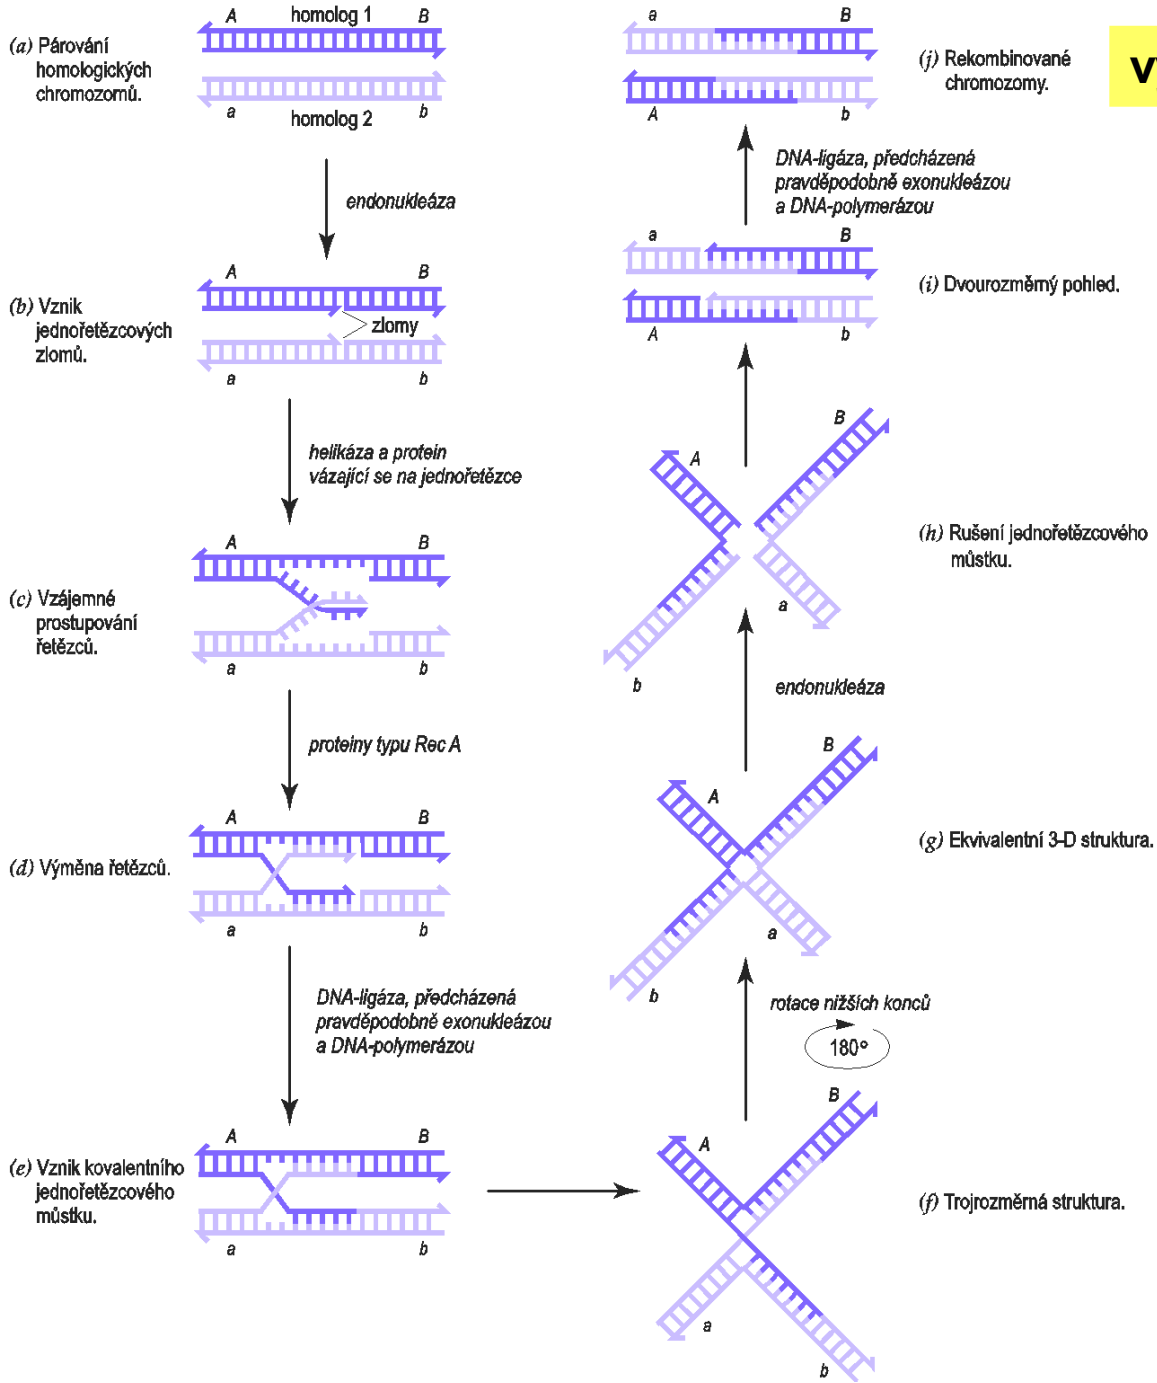 A homolog 1 B
(a) Párování
homologických
chromozomů.
a homolog 2 b
endonukleáza
A B
(b) Vznik
jednořetězcových
zlomů.
zlomy
a b
helikáza a protein
vázající se na jednořetězce
A B
(c) Vzájemné
prostupování
řetězců.
a b
proteiny typu Rec A
A B
(d) Výměna řetězců.
a b
DNA-ligáza, předcházená
pravděpodobně exonukleázou
a DNA-polymerázou
A B
(e) Vznik kovalentního
jednořetězcového
můstku.
a b
B
A
(f) Trojrozměrná struktura.
a
b
rotace nižších konců
180°
B
A
(g) Ekvivalentní 3-D struktura.
a
b
endonukleáza
B
A
(h) Rušení jednořetězcového
můstku.
a
b
a B
(i) Dvourozměrný pohled.
A b
DNA-ligáza, předcházená
pravděpodobně exonukleázou
a DNA-polymerázou
a B
(j) Rekombinované
chromozomy.
A b